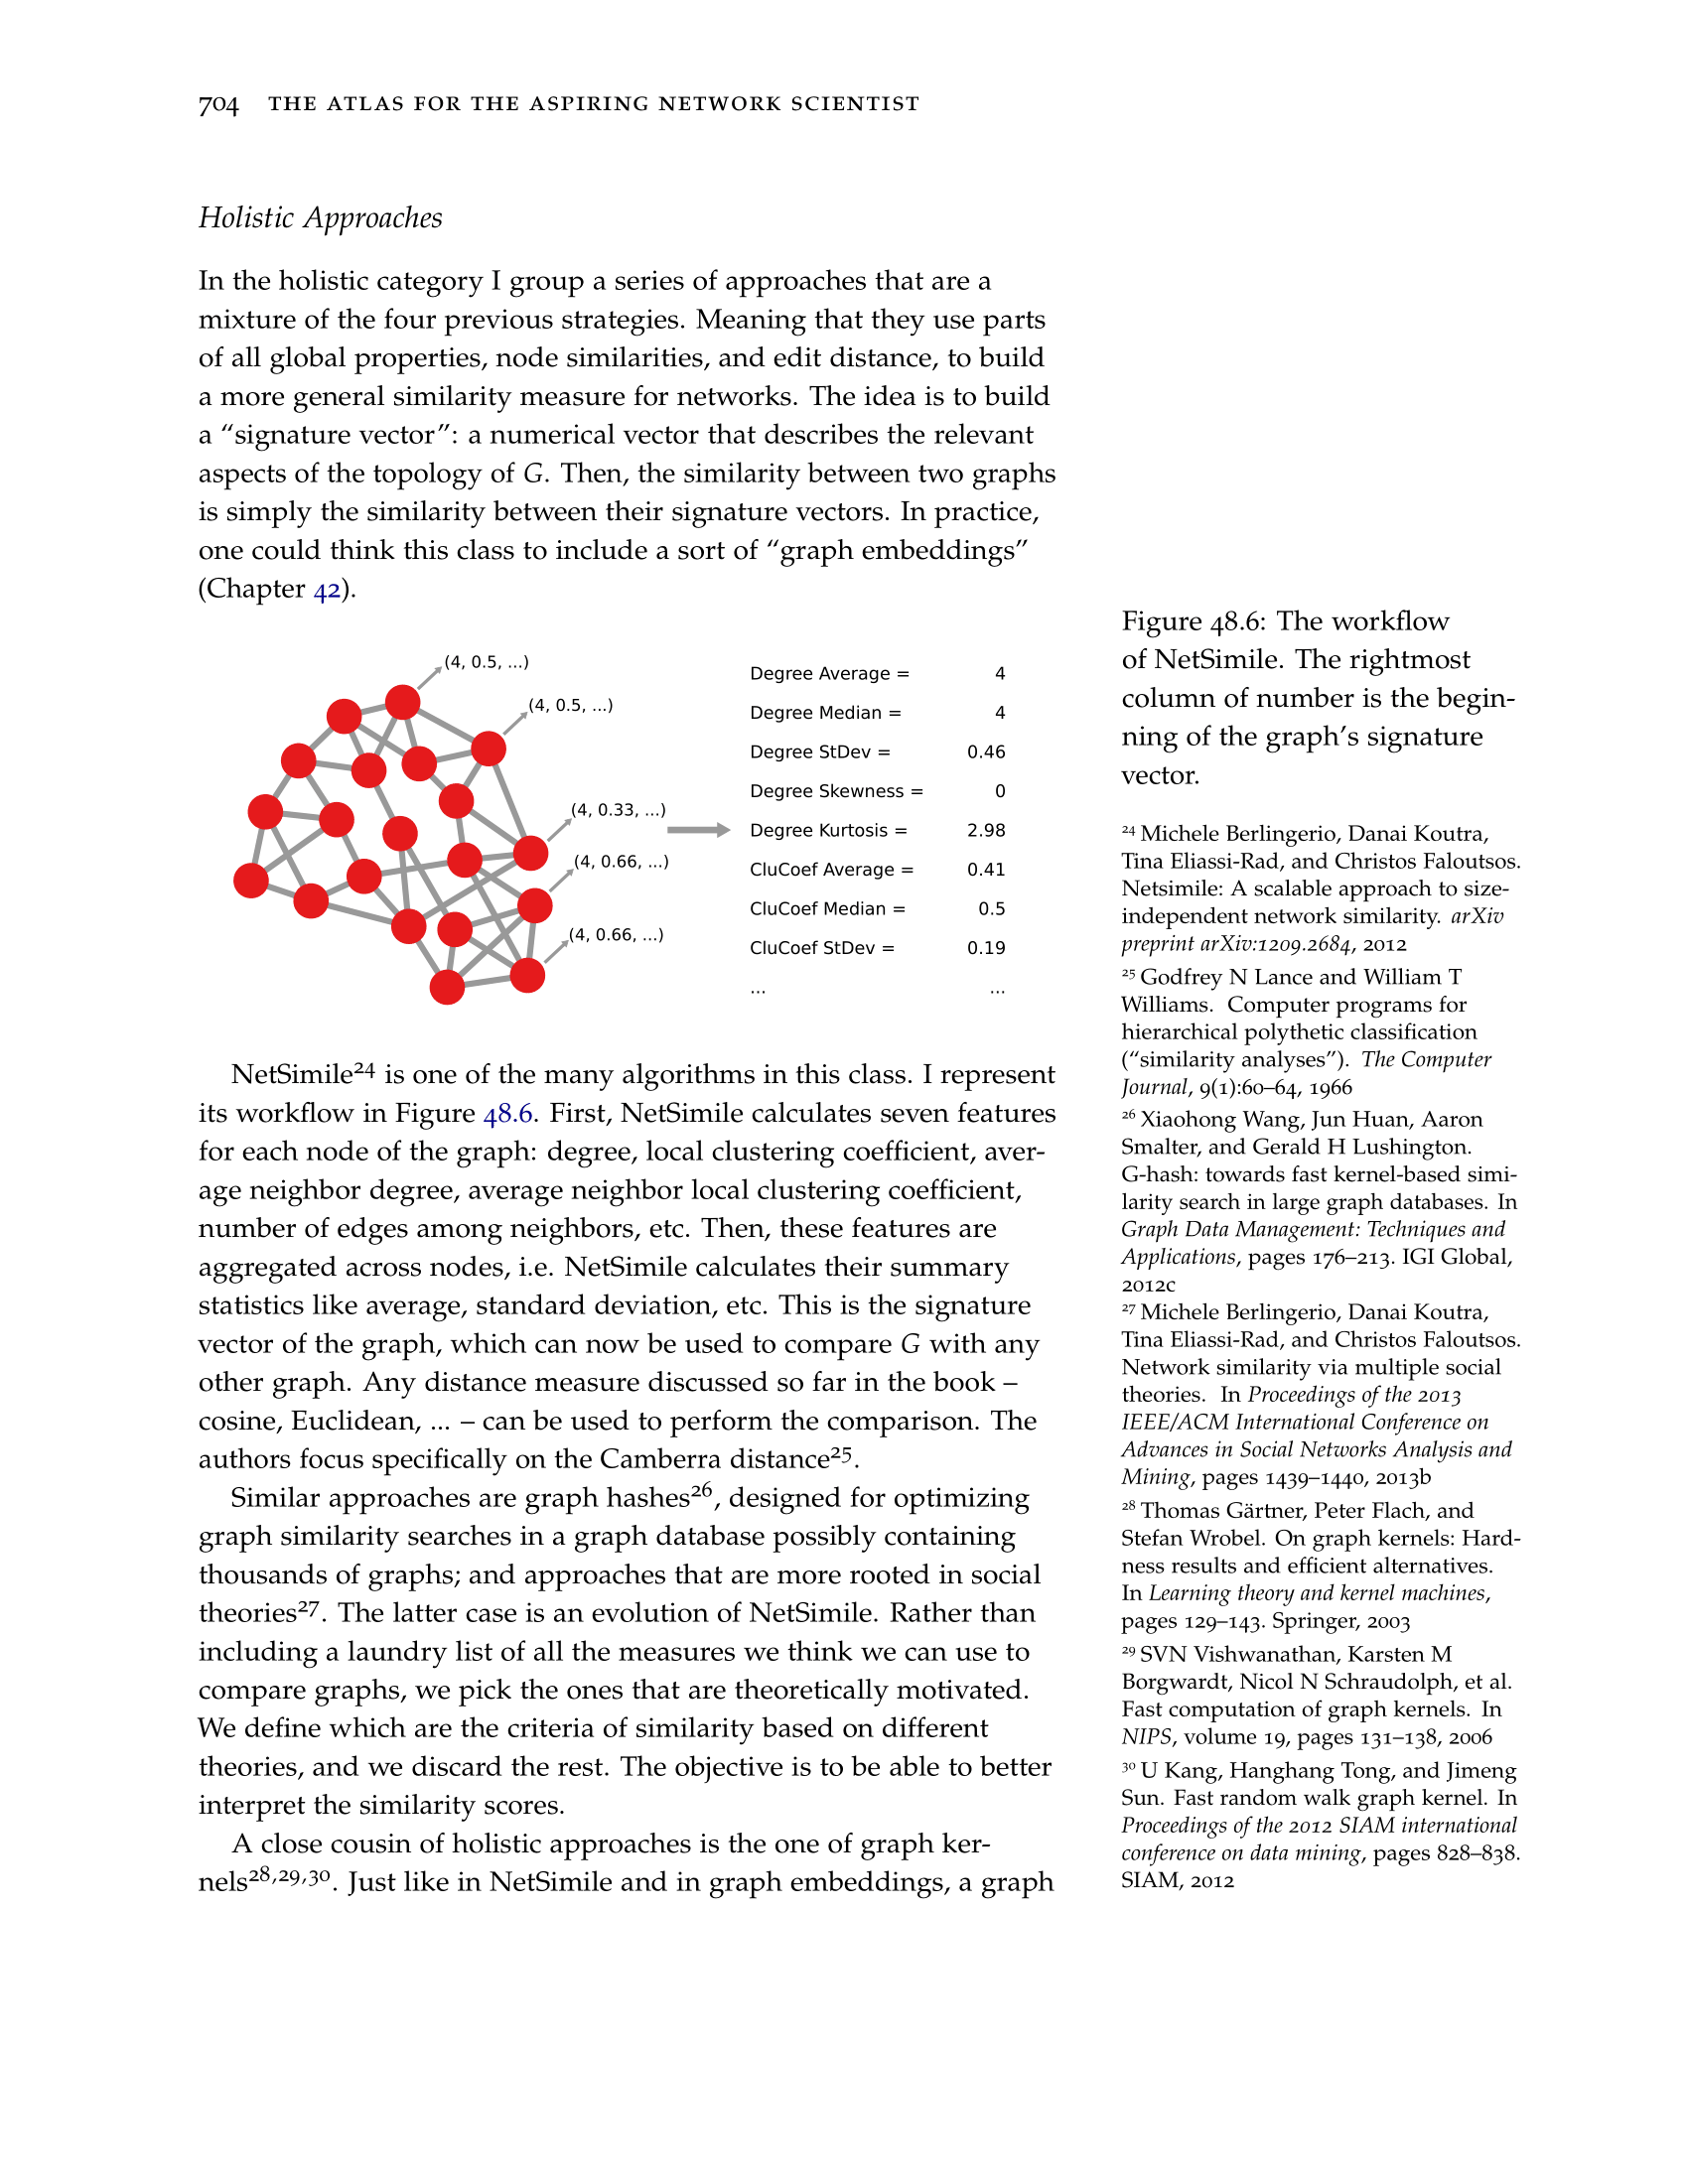 704 THE ATLAS FOR THE ASPIRING NETWORK SCIENTIST
Holistic Approaches
In the holistic category I group a series of approaches that are a
mixture of the four previous strategies. Meaning that they use parts
of all global properties, node similarities, and edit distance, to build
a more general similarity measure for networks. The idea is to build
a “signature vector”: a numerical vector that describes the relevant
aspects of the topology of G. Then, the similarity between two graphs
is simply the similarity between their signature vectors. In practice,
one could think this class to include a sort of “graph embeddings”
(Chapter 42).
(4, 0.5, ...)
(4, 0.5, ...)
(4, 0.33, ...)
(4, 0.66, ...)
(4, 0.66, ...)
Degree Average = 4
Degree Median = 4
Degree StDev = 0.46
Degree Skewness = 0
Degree Kurtosis = 2.98
CluCoef Average = 0.41
CluCoef Median = 0.5
CluCoef StDev = 0.19
... ...
Figure 48.6: The workflow
of NetSimile. The rightmost
column of number is the begin-
ning of the graph’s signature
vector.
NetSimile24 is one of the many algorithms in this class. I represent
its workflow in Figure 48.6. First, NetSimile calculates seven features
for each node of the graph: degree, local clustering coefficient, aver-
age neighbor degree, average neighbor local clustering coefficient,
number of edges among neighbors, etc. Then, these features are
aggregated across nodes, i.e. NetSimile calculates their summary
statistics like average, standard deviation, etc. This is the signature
vector of the graph, which can now be used to compare G with any
other graph. Any distance measure discussed so far in the book –
cosine, Euclidean, ... – can be used to perform the comparison. The
authors focus specifically on the Camberra distance25.
Similar approaches are graph hashes26, designed for optimizing
graph similarity searches in a graph database possibly containing
thousands of graphs; and approaches that are more rooted in social
theories27. The latter case is an evolution of NetSimile. Rather than
including a laundry list of all the measures we think we can use to
compare graphs, we pick the ones that are theoretically motivated.
We define which are the criteria of similarity based on different
theories, and we discard the rest. The objective is to be able to better
interpret the similarity scores.
A close cousin of holistic approaches is the one of graph ker-
nels28,29,30. Just like in NetSimile and in graph embeddings, a graph
24 Michele Berlingerio, Danai Koutra,
Tina Eliassi-Rad, and Christos Faloutsos.
Netsimile: A scalable approach to size-
independent network similarity. arXiv
preprint arXiv:1209.2684, 2012
25 Godfrey N Lance and William T
Williams. Computer programs for
hierarchical polythetic classification
(“similarity analyses”). The Computer
Journal, 9(1):60–64, 1966
26 Xiaohong Wang, Jun Huan, Aaron
Smalter, and Gerald H Lushington.
G-hash: towards fast kernel-based simi-
larity search in large graph databases. In
Graph Data Management: Techniques and
Applications, pages 176–213. IGI Global,
2012c
27 Michele Berlingerio, Danai Koutra,
Tina Eliassi-Rad, and Christos Faloutsos.
Network similarity via multiple social
theories. In Proceedings of the 2013
IEEE/ACM International Conference on
Advances in Social Networks Analysis and
Mining, pages 1439–1440, 2013b
28 Thomas Gärtner, Peter Flach, and
Stefan Wrobel. On graph kernels: Hard-
ness results and efficient alternatives.
In Learning theory and kernel machines,
pages 129–143. Springer, 2003
29 SVN Vishwanathan, Karsten M
Borgwardt, Nicol N Schraudolph, et al.
Fast computation of graph kernels. In
NIPS, volume 19, pages 131–138, 2006
30 U Kang, Hanghang Tong, and Jimeng
Sun. Fast random walk graph kernel. In
Proceedings of the 2012 SIAM international
conference on data mining, pages 828–838.
SIAM, 2012